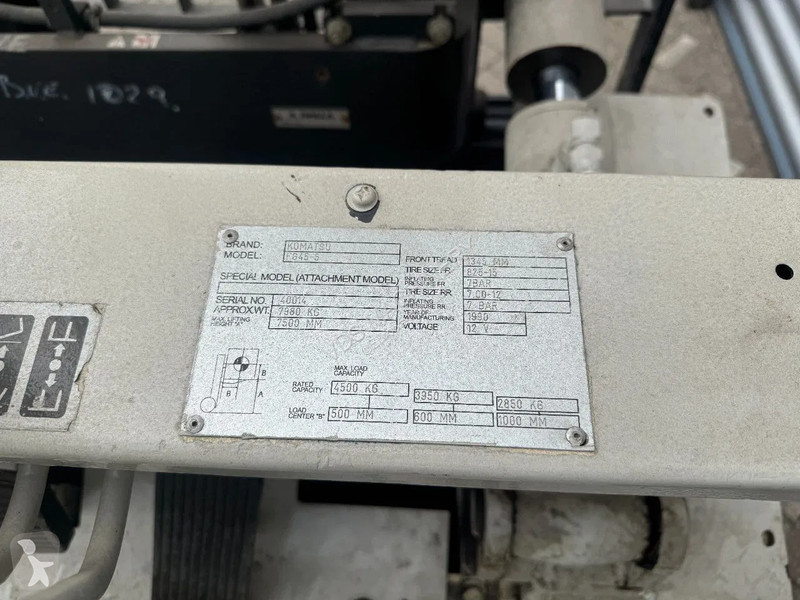 1029
BRAND: KOMATSU
MODEL: FG45-5
SPECIAL MODEL (ATTACHMENT MODEL)
SERIAL NO. 40014
APPROX WT. 7980 KG
MAX. LIFTING HEIGHT "A" 7500 MM
FRONT TREAD 1345 MM
TIRE SIZE FR. 825-15
INFLATING PRESSURE FR. 7BAR
TIRE SIZE RR. 7.00-12
INFLATING PRESSURE RR. 7 BAR
YEAR OF MANUFACTURING 1990
VOLTAGE 12 V
B
B A
MAX. LOAD CAPACITY
RATED CAPACITY 4500 KG 3950 KG 2850 KG
LOAD CENTER "B" 500 MM 600 MM 1000 MM